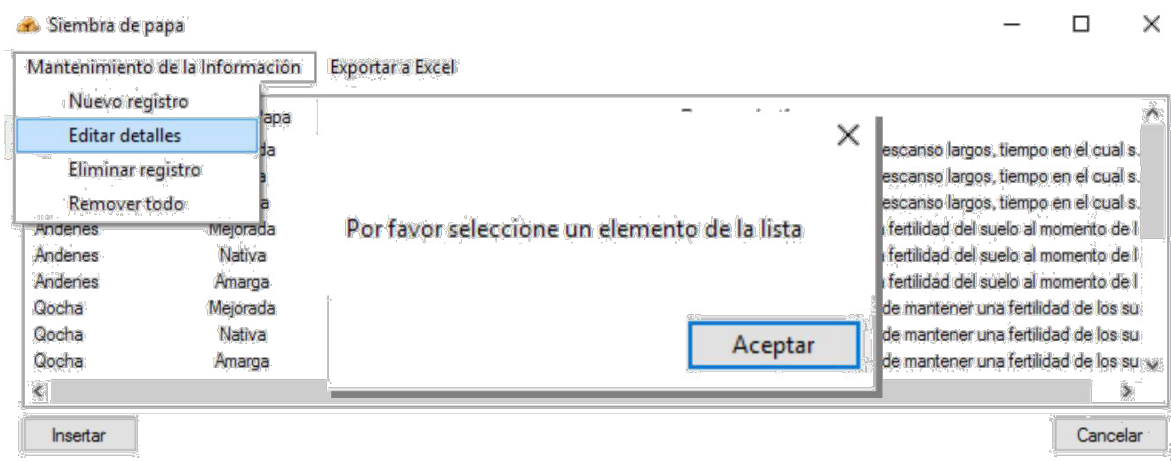 Siembra de papa
Mantenimiento de la Información Exportar a Excel
Nuevo registro
Editar detalles
Eliminar registro
Remover todo
apa
da
a
a
escanso largos, tiempo en el cual s.
escanso largos, tiempo en el cual s.
escanso largos, tiempo en el cual s.
Andenes Mejorada fertilidad del suelo al momento de l
Andenes Nativa fertilidad del suelo al momento de l
Andenes Amarga fertilidad del suelo al momento de l
Qocha Mejorada de mantener una fertilidad de los su
Qocha Nativa de mantener una fertilidad de los su
Qocha Amarga de mantener una fertilidad de los su
Por favor seleccione un elemento de la lista
Aceptar
Insertar Cancelar